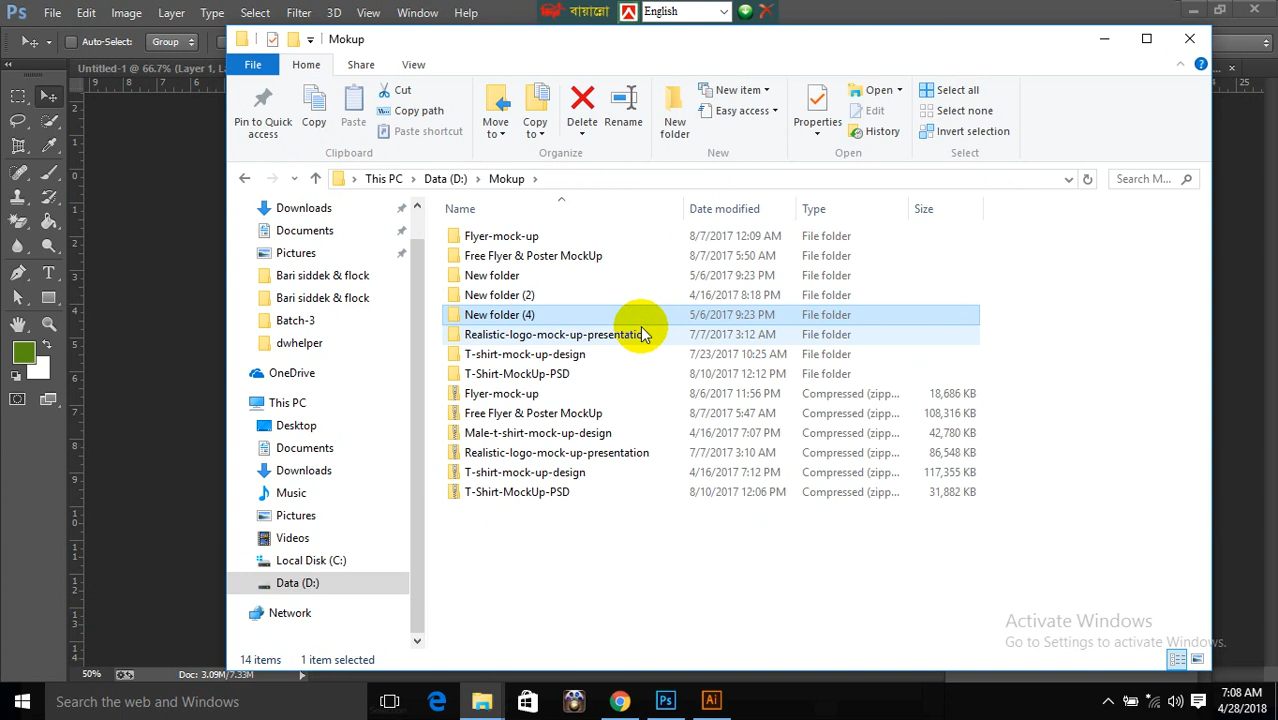 File Edit Image Layer Type Select Filter 3D View Window Help
বায়ান্নো English
Auto-Select: Group
Mokup
File Home Share View
Pin to Quick access
Copy
Paste
Cut
Copy path
Paste shortcut
Clipboard
Move to
Copy to
Delete
Rename
Organize
New folder
New item
Easy access
New
Properties
Open
Edit
History
Open
Select all
Select none
Invert selection
Select
Untitled-1 @ 66.7% (Layer 1,
This PC Data (D:) Mokup
Search M...
Name Date modified Type Size
Downloads
Documents
Pictures
Bari siddek & flock
Bari siddek & flock
Batch-3
dwhelper
OneDrive
This PC
Desktop
Documents
Downloads
Music
Pictures
Videos
Local Disk (C:)
Data (D:)
Network
Flyer-mock-up 8/7/2017 12:09 AM File folder
Free Flyer & Poster MockUp 8/7/2017 5:50 AM File folder
New folder 5/6/2017 9:23 PM File folder
New folder (2) 4/16/2017 8:18 PM File folder
New folder (4) 5/6/2017 9:23 PM File folder
Realistic-logo-mock-up-presentation 7/7/2017 3:12 AM File folder
T-shirt-mock-up-design 7/23/2017 10:25 AM File folder
T-Shirt-MockUp-PSD 8/10/2017 12:12 PM File folder
Flyer-mock-up 8/6/2017 11:56 PM Compressed (zipp... 18,686 KB
Free Flyer & Poster MockUp 8/7/2017 5:47 AM Compressed (zipp... 108,316 KB
Male-t-shirt-mock-up-design 4/16/2017 7:07 PM Compressed (zipp... 42,780 KB
Realistic-logo-mock-up-presentation 7/7/2017 3:10 AM Compressed (zipp... 86,548 KB
T-shirt-mock-up-design 4/16/2017 7:12 PM Compressed (zipp... 117,355 KB
T-Shirt-MockUp-PSD 8/10/2017 12:06 PM Compressed (zipp... 31,882 KB
Activate Windows
Go to Settings to activate Windows.
14 items 1 item selected
50% Doc: 3.09M/7.33M
Search the web and Windows
7:08 AM
4/28/2018